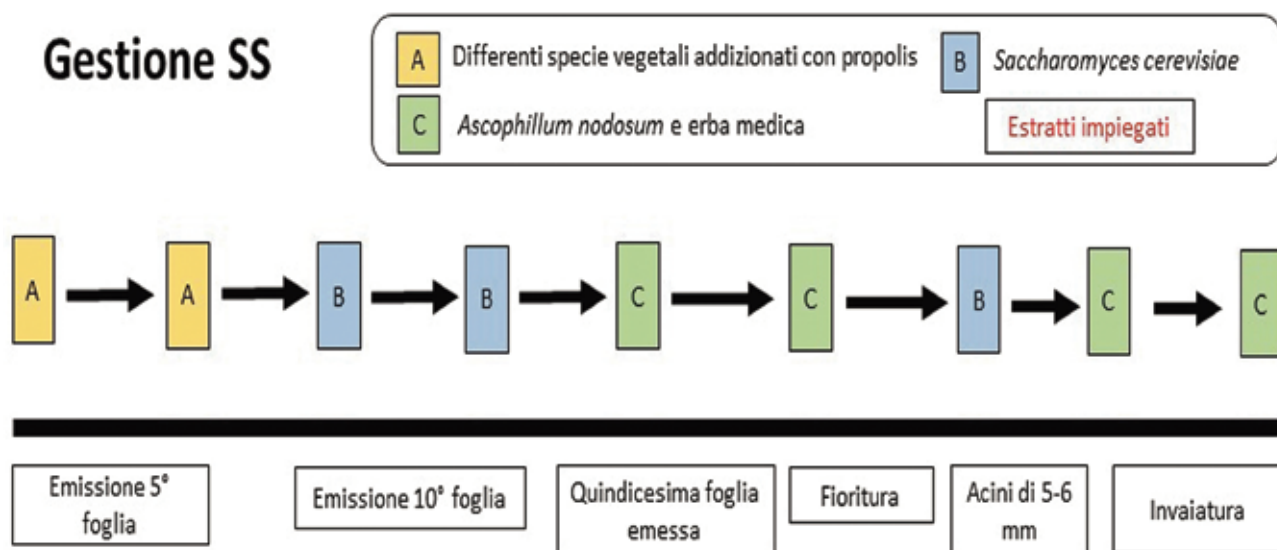 Gestione SS
A Differenti specie vegetali addizionati con propolis
B Saccharomyces cerevisiae
C Ascophillum nodosum e erba medica
Estratti impiegati
A A B B C C B C C
Emissione 5° foglia
Emissione 10° foglia
Quindicesima foglia
emessa
Fioritura
Acini di 5-6
mm
Invaiatura